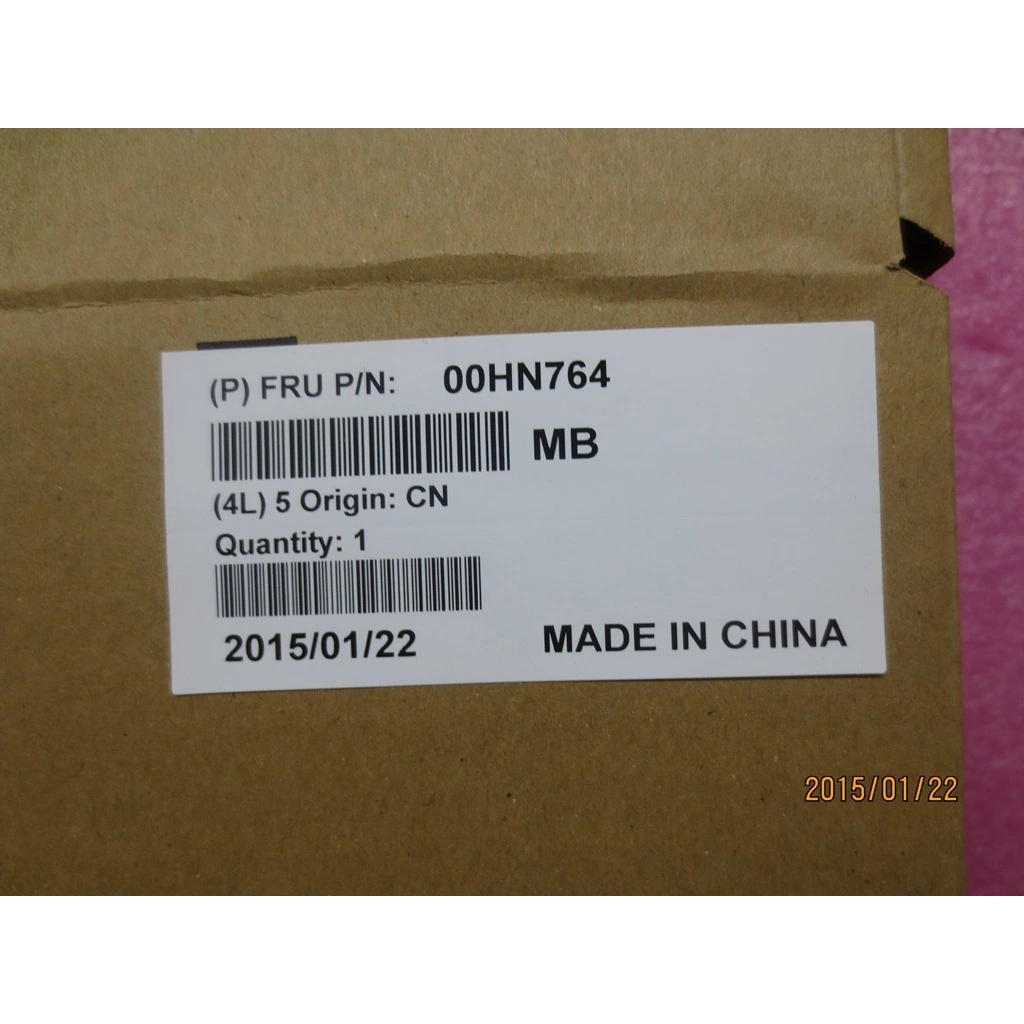 (P) FRU P/N: 00HN764
MB
(4L) 5 Origin: CN
Quantity: 1
2015/01/22
MADE IN CHINA
2015/01/22